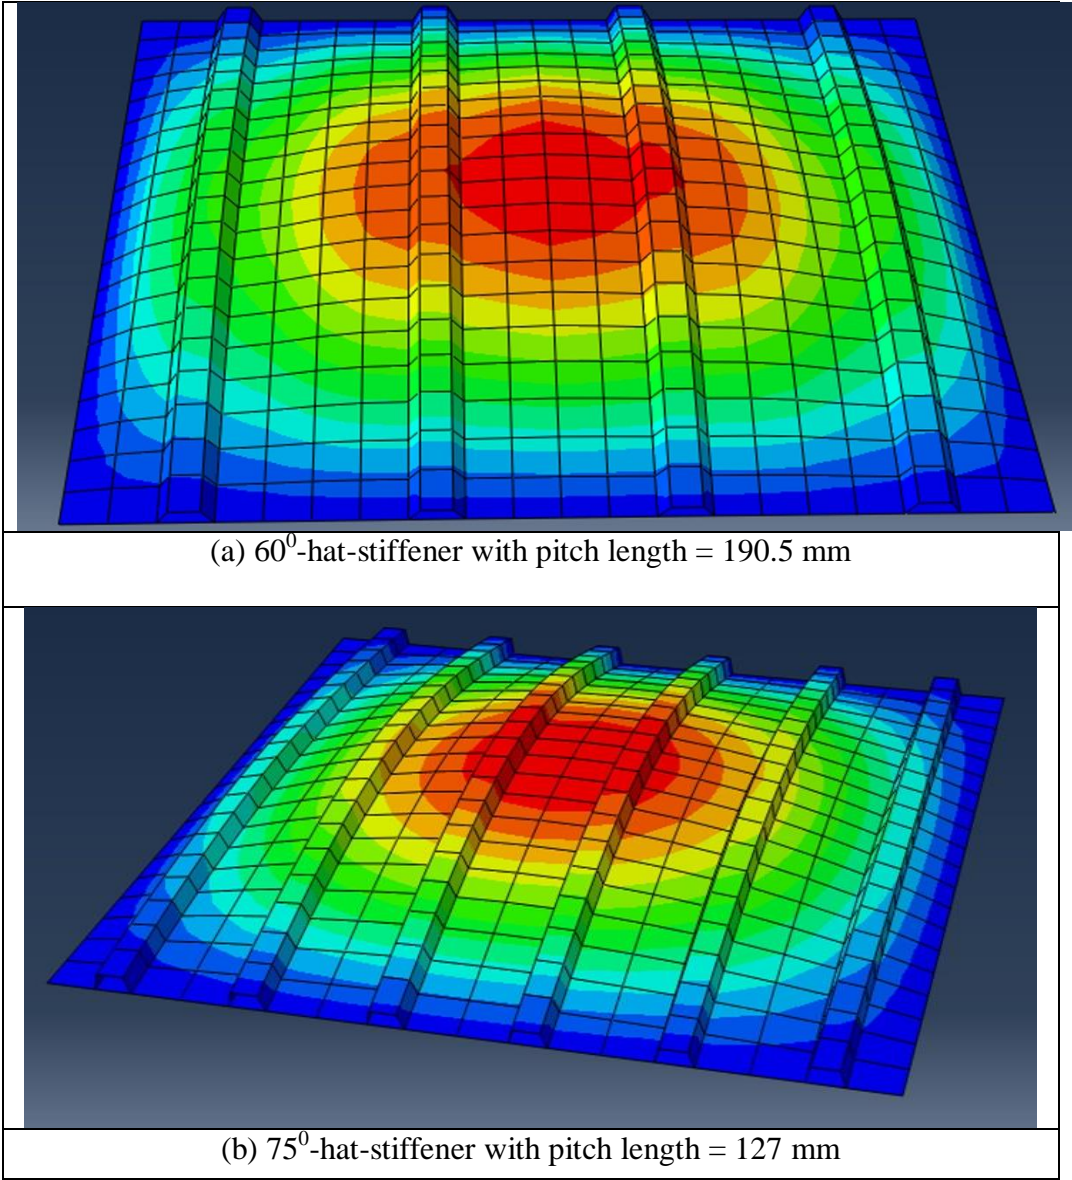 (a) 60⁰-hat-stiffener with pitch length = 190.5 mm
(b) 75⁰-hat-stiffener with pitch length = 127 mm